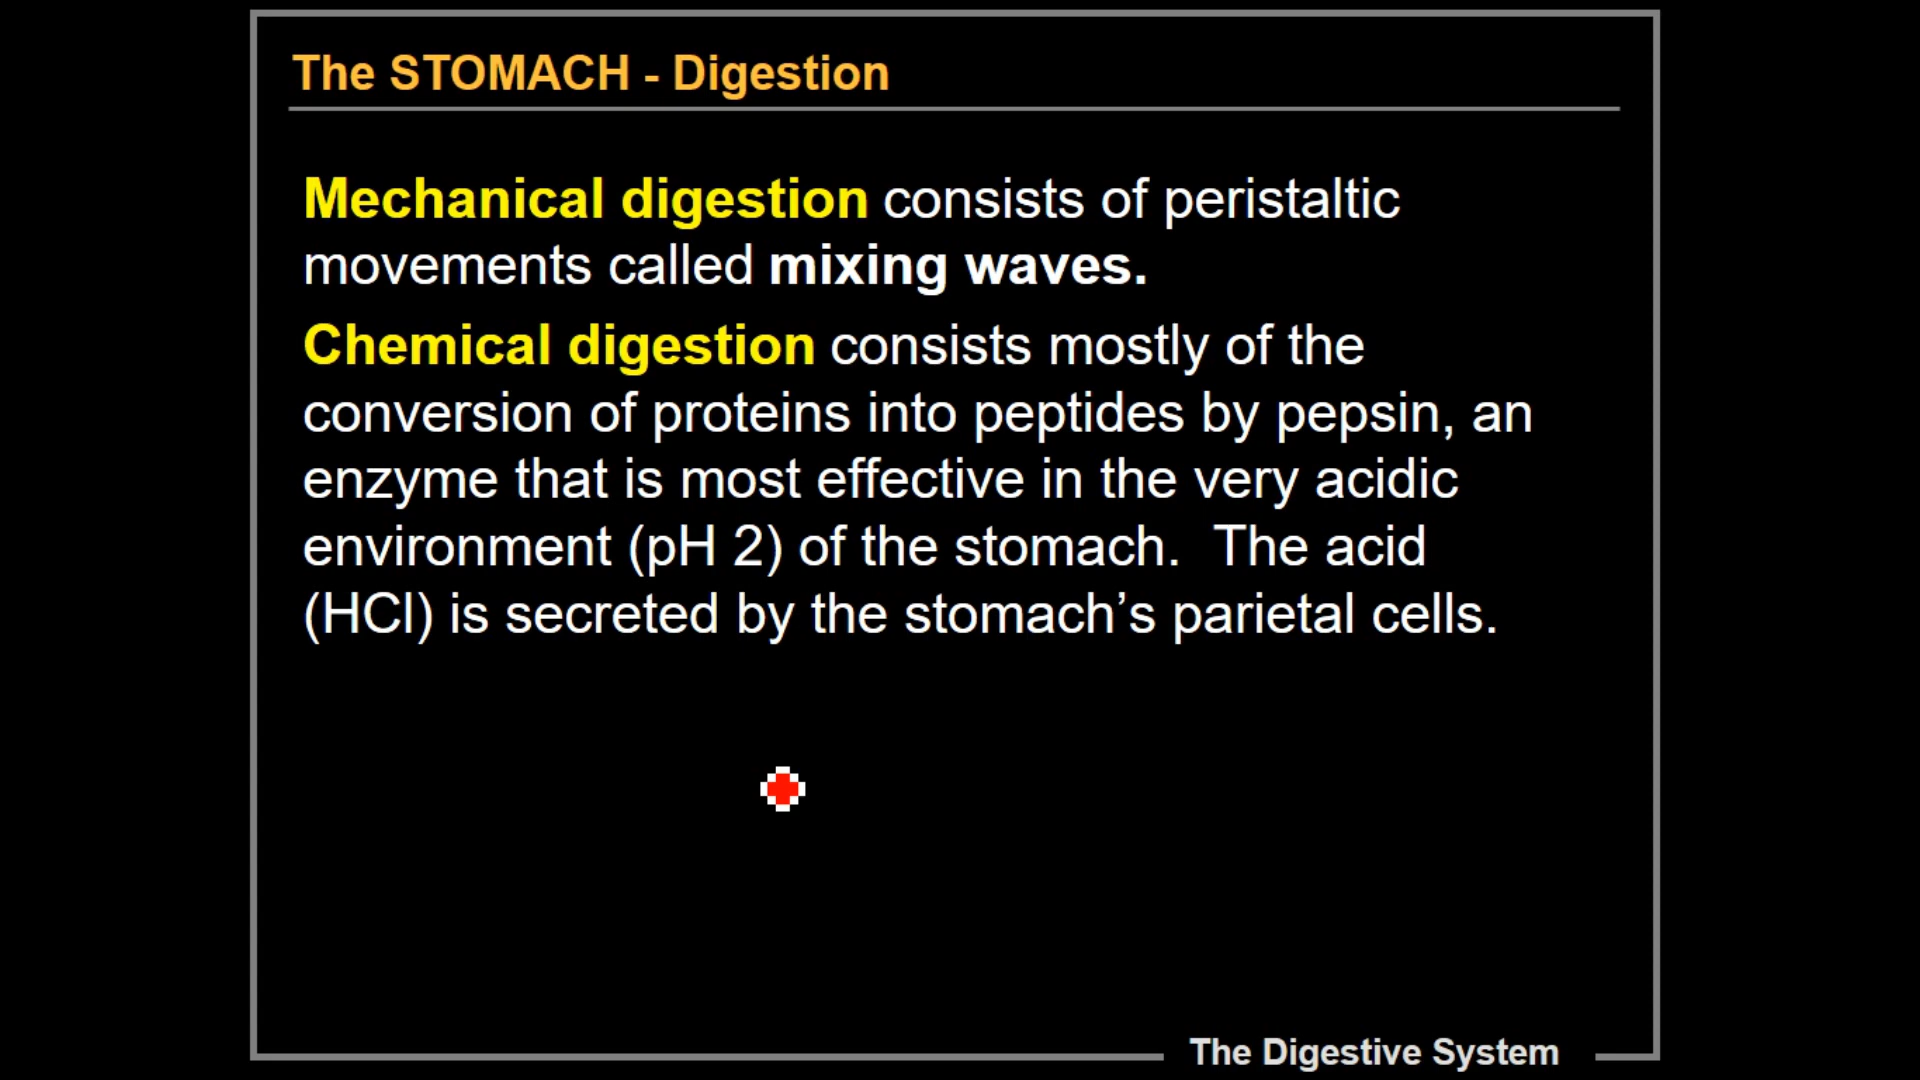 The STOMACH - Digestion
Mechanical digestion consists of peristaltic
movements called mixing waves.
Chemical digestion consists mostly of the
conversion of proteins into peptides by pepsin, an
enzyme that is most effective in the very acidic
environment (pH 2) of the stomach.  The acid
(HCl) is secreted by the stomach’s parietal cells.
The Digestive System